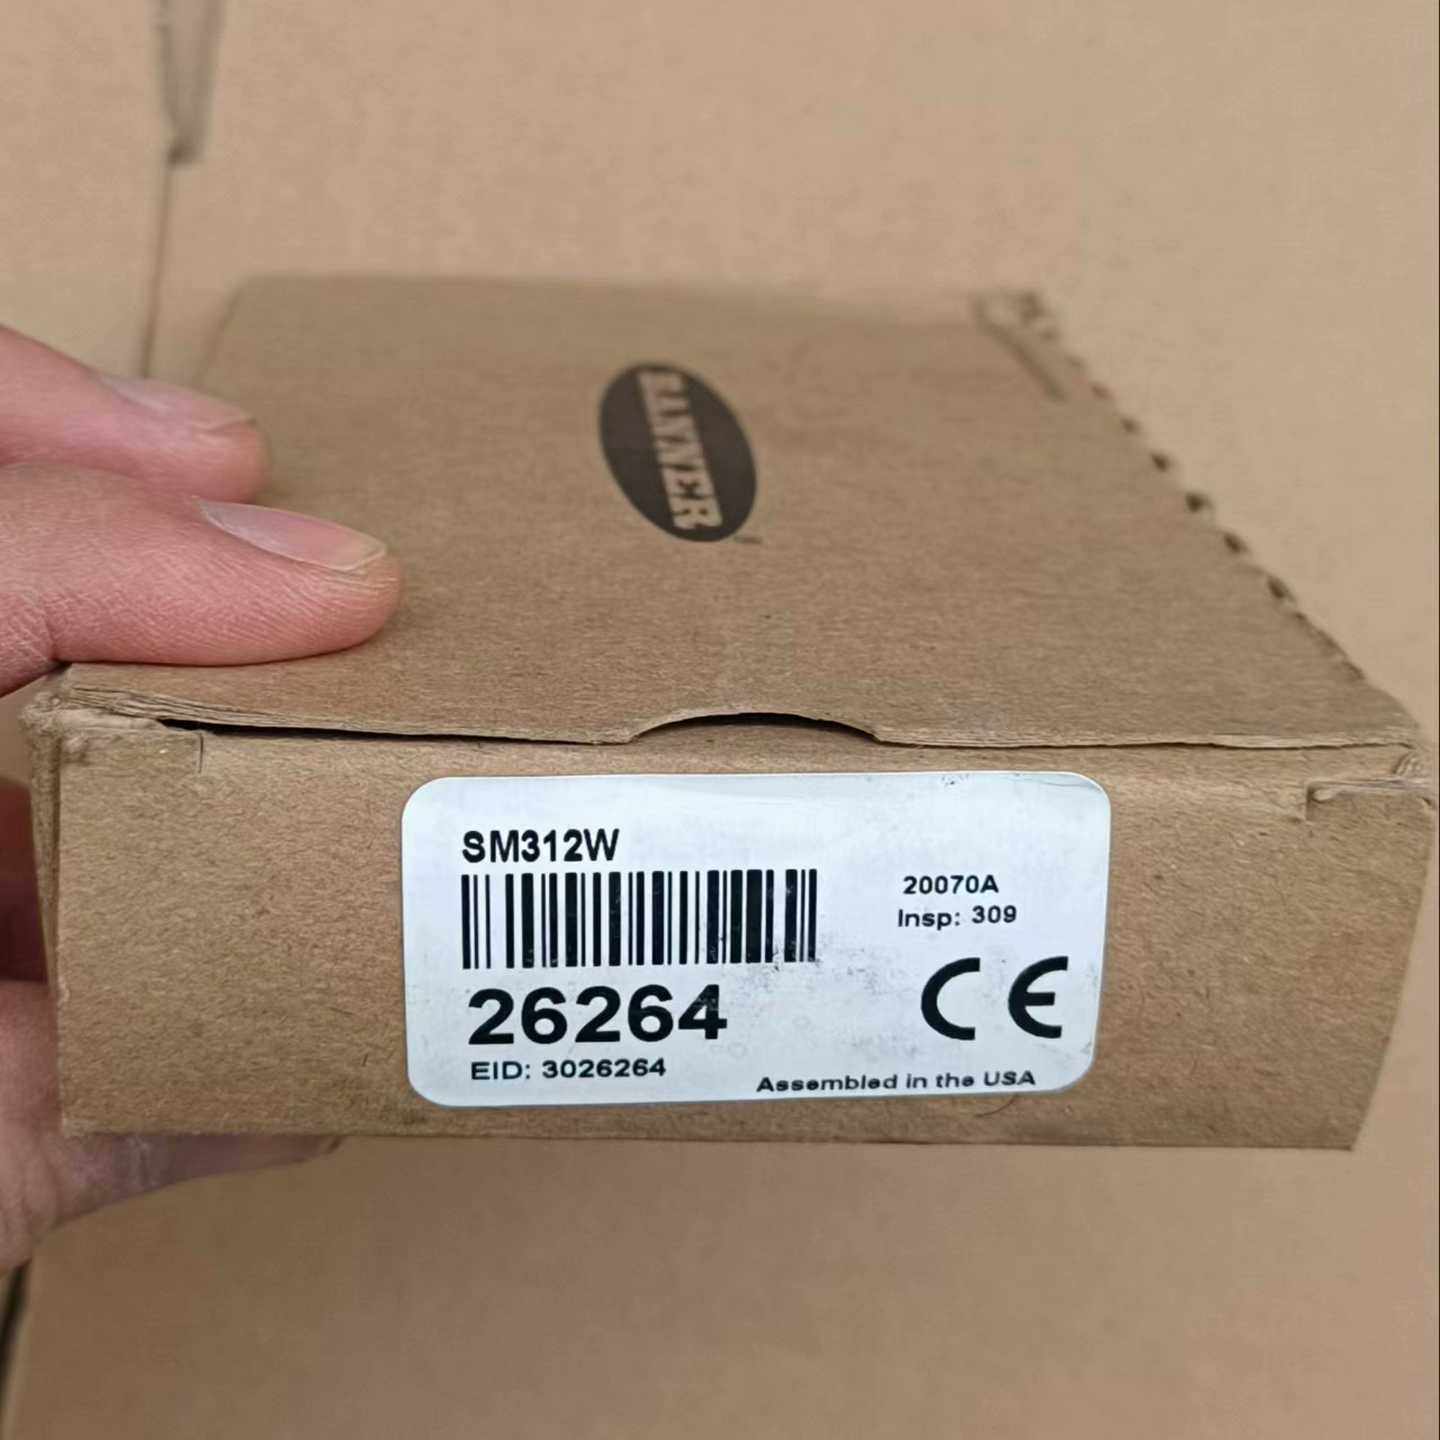 BANNER
SM312W
20070A
Insp: 309
26264
CE
EID: 3026264
Assembled in the USA